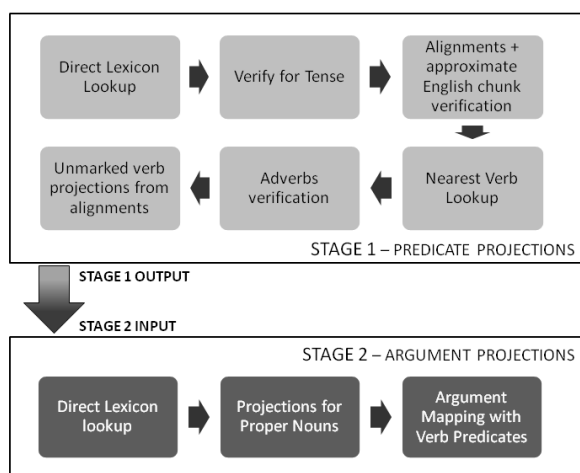 Direct Lexicon
Lookup
Verify for Tense
Alignments +
approximate
English chunk
verification
Nearest Verb
Lookup
Adverbs
verification
Unmarked verb
projections from
alignments
STAGE 1 – PREDICATE PROJECTIONS
STAGE 1 OUTPUT
STAGE 2 INPUT
STAGE 2 – ARGUMENT PROJECTIONS
Direct Lexicon
lookup
Projections for
Proper Nouns
Argument
Mapping with
Verb Predicates